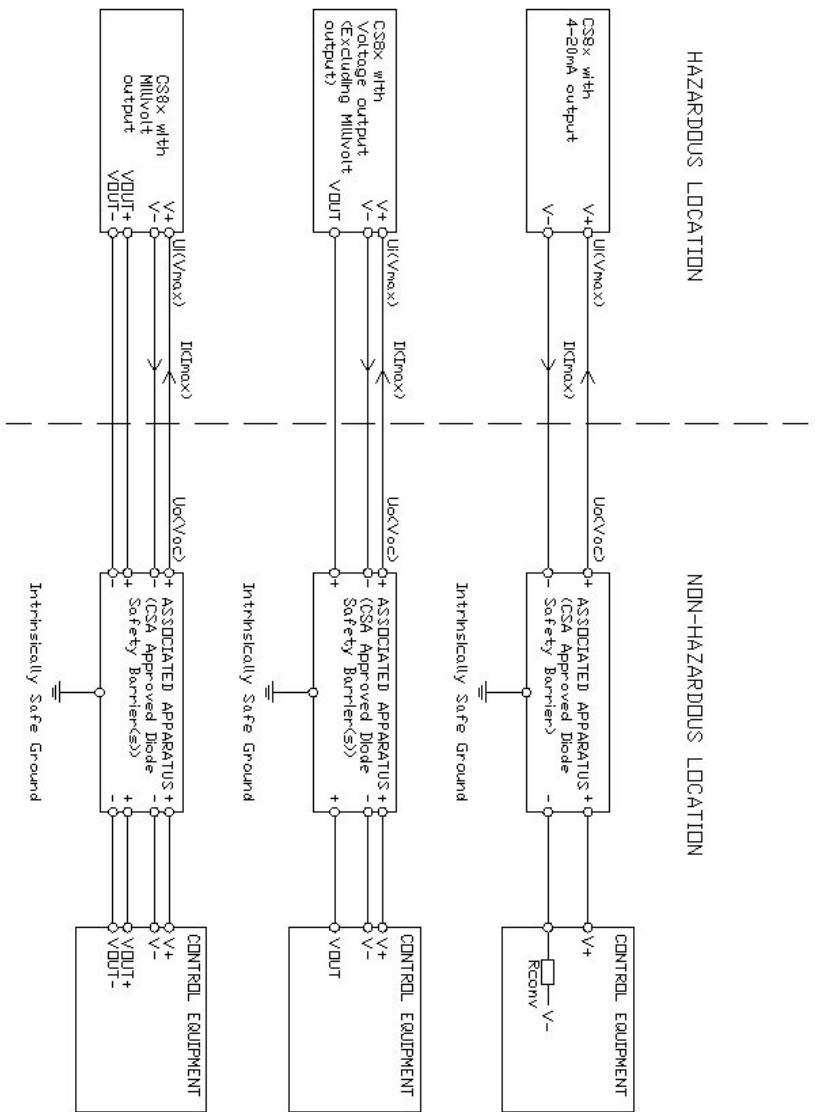 HAZARDOUS LOCATION
NON-HAZARDOUS LOCATION
CS8x with
4-20mA output
V+
V-
Ui(Vmax)
Ii(Imax)
Uo(Voc)
+
-
ASSOCIATED APPARATUS
(CSA Approved Diode
Safety Barrier)
+
-
Intrinsically Safe Ground
CONTROL EQUIPMENT
V+
V-
Rconv
CS8x with
Voltage output
(Excluding Millivolt
output)
V+
V-
VOUT
Ui(Vmax)
Ii(Imax)
Uo(Voc)
+
-
+
ASSOCIATED APPARATUS
(CSA Approved Diode
Safety Barrier(s))
+
-
+
Intrinsically Safe Ground
CONTROL EQUIPMENT
V+
V-
VOUT
CS8x with
Millivolt
output
V+
V-
VOUT+
VOUT-
Ui(Vmax)
Ii(Imax)
Uo(Voc)
+
-
+
-
ASSOCIATED APPARATUS
(CSA Approved Diode
Safety Barrier(s))
+
-
+
-
Intrinsically Safe Ground
CONTROL EQUIPMENT
V+
V-
VOUT+
VOUT-